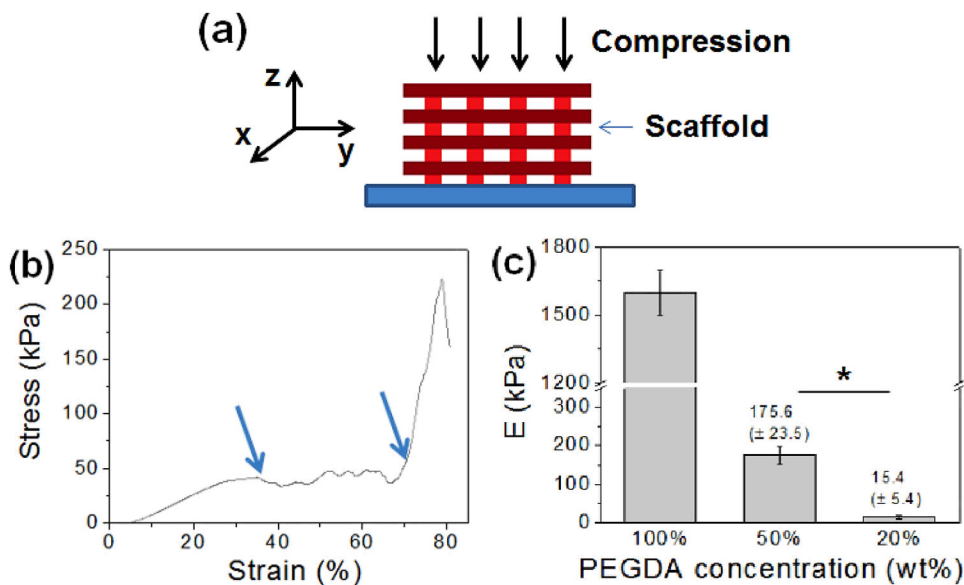 (a)
Compression
z
x
y
Scaffold
(b)
250
200
150
100
50
0
Stress (kPa)
0 20 40 60 80
Strain (%)
(c)
1800
1500
1200
300
200
100
0
E (kPa)
175.6
(± 23.5)
*
15.4
(± 5.4)
100% 50% 20%
PEGDA concentration (wt%)